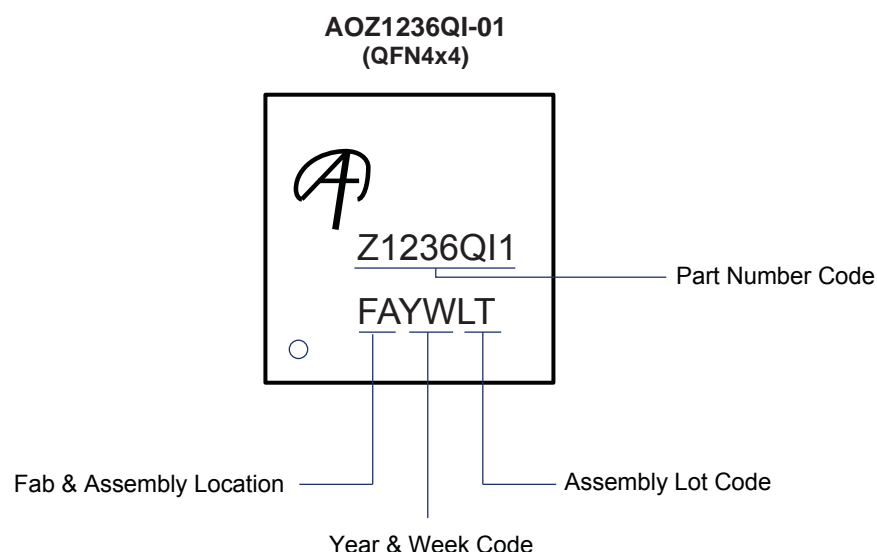 AOZ1236QI-01
(QFN4x4)
Z1236QI1
Part Number Code
FAYWLT
Fab & Assembly Location
Assembly Lot Code
Year & Week Code